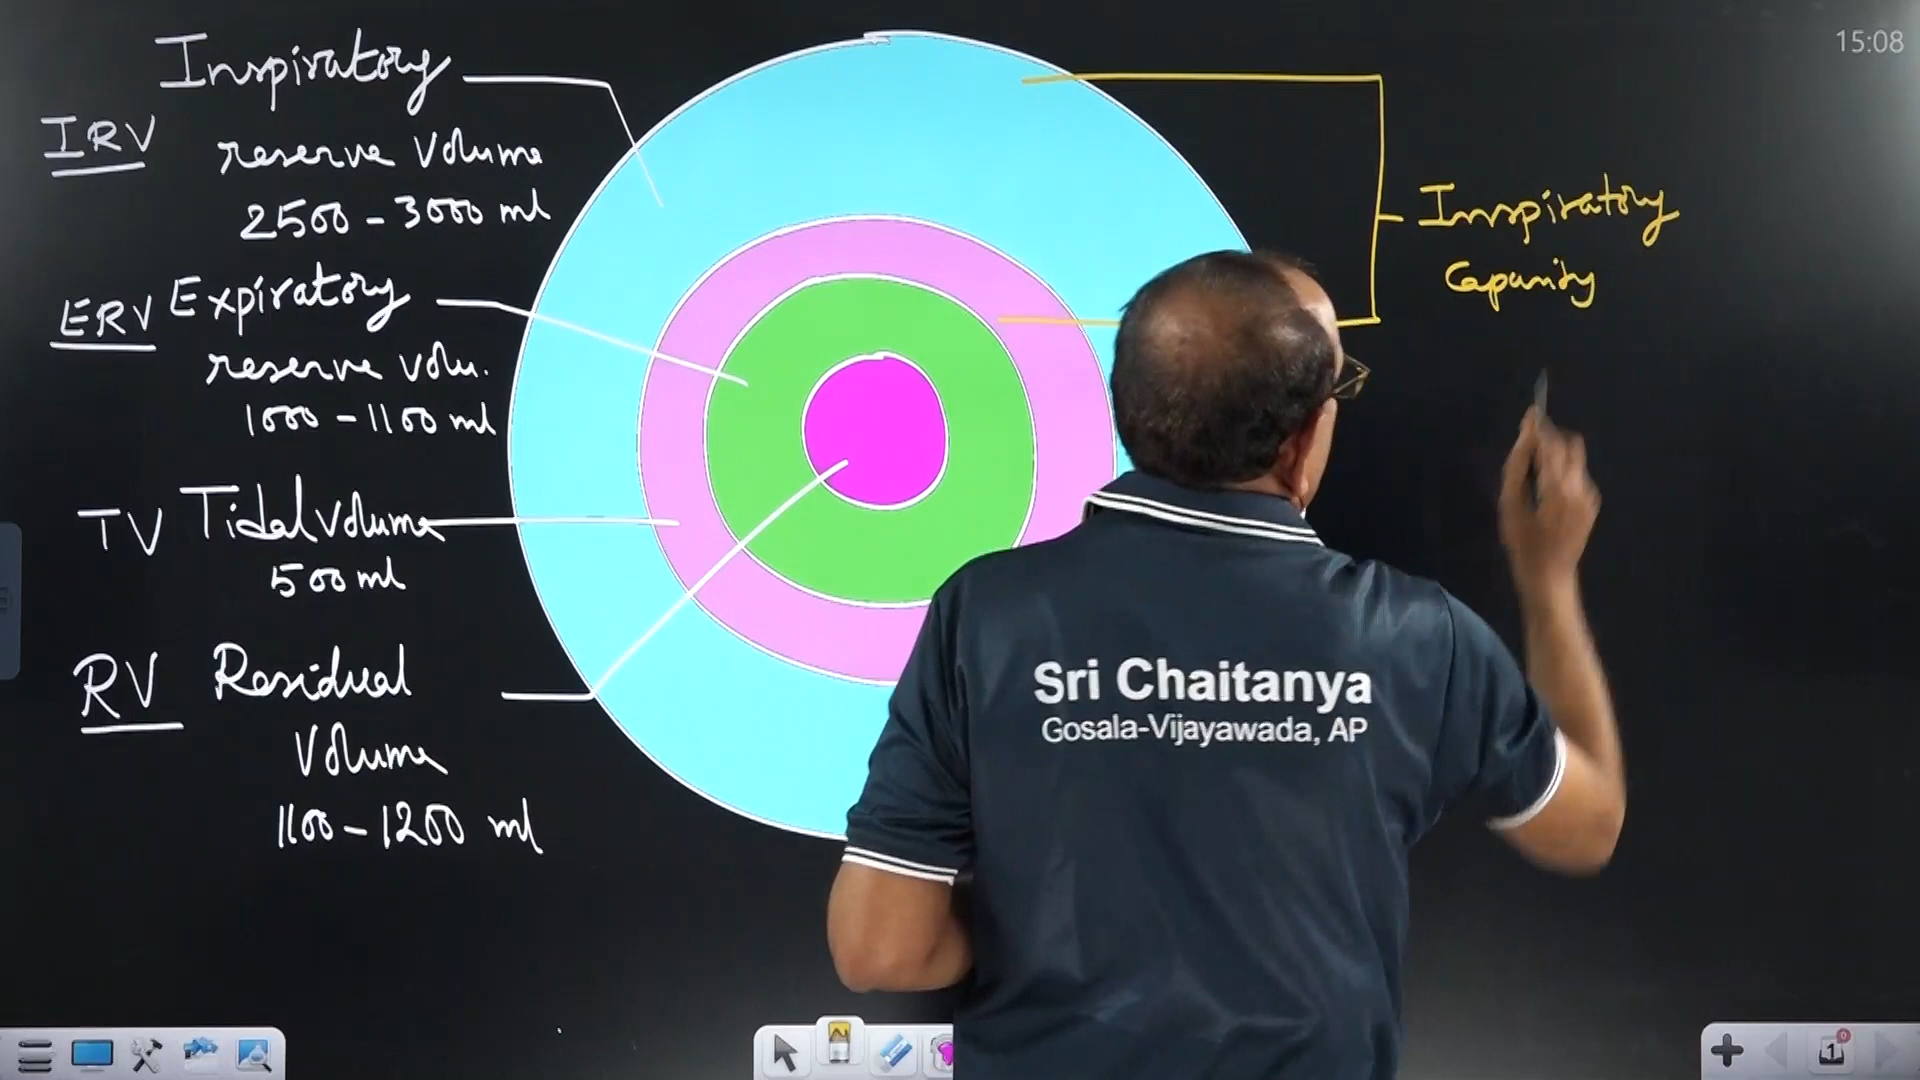 15:08
Inspiratory
IRV
reserve Volume
2500 - 3000 ml
ERV Expiratory
reserve volu.
1000 - 1100 ml
TV Tidal Volume
500 ml
RV Residual
Volume
1100 - 1200 ml
Inspiratory
Capacity
Sri Chaitanya
Gosala-Vijayawada, AP
1